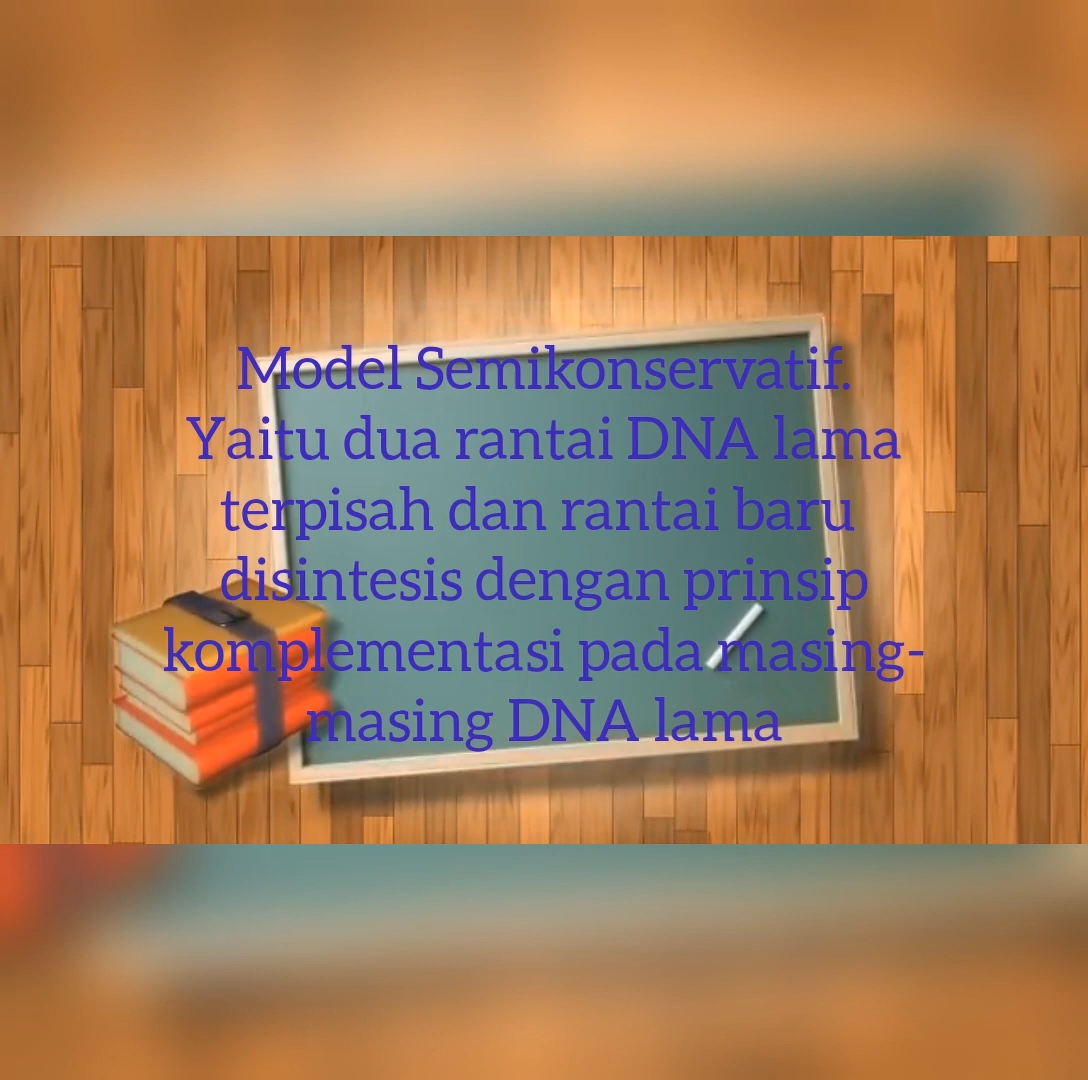 Model Semikonservatif.
Yaitu dua rantai DNA lama
terpisah dan rantai baru
disintesis dengan prinsip
komplementasi pada masing-
masing DNA lama